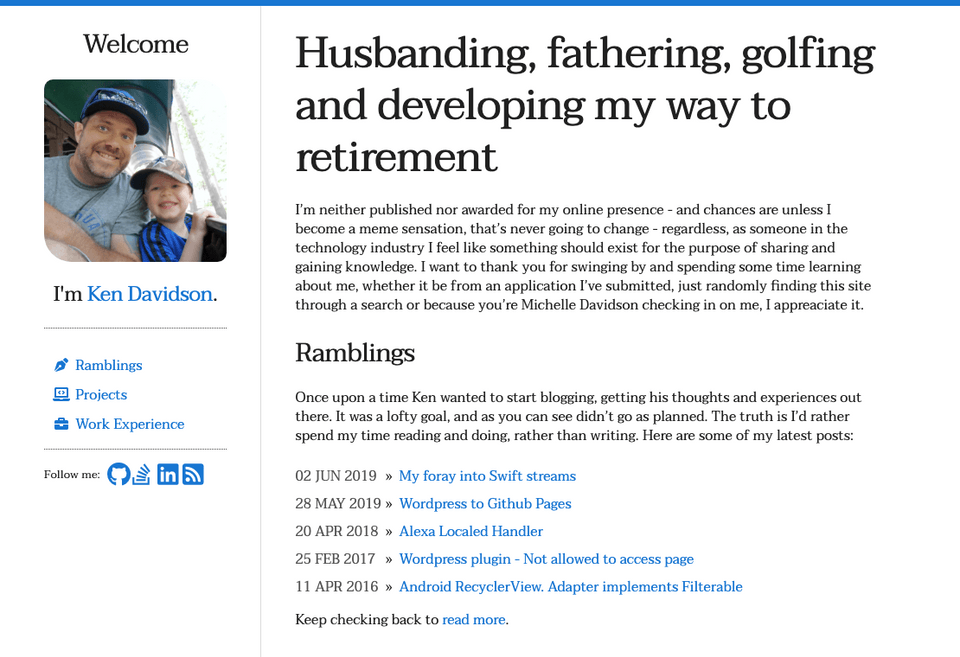 Welcome
I'm Ken Davidson.
Ramblings
Projects
Work Experience
Follow me:
Husbanding, fathering, golfing
and developing my way to
retirement
I'm neither published nor awarded for my online presence - and chances are unless I
become a meme sensation, that's never going to change - regardless, as someone in the
technology industry I feel like something should exist for the purpose of sharing and
gaining knowledge. I want to thank you for swinging by and spending some time learning
about me, whether it be from an application I've submitted, just randomly finding this site
through a search or because you're Michelle Davidson checking in on me, I appreaciate it.
Ramblings
Once upon a time Ken wanted to start blogging, getting his thoughts and experiences out
there. It was a lofty goal, and as you can see didn't go as planned. The truth is I'd rather
spend my time reading and doing, rather than writing. Here are some of my latest posts:
02 JUN 2019 » My foray into Swift streams
28 MAY 2019 » Wordpress to Github Pages
20 APR 2018 » Alexa Localed Handler
25 FEB 2017 » Wordpress plugin - Not allowed to access page
11 APR 2016 » Android RecyclerView. Adapter implements Filterable
Keep checking back to read more.